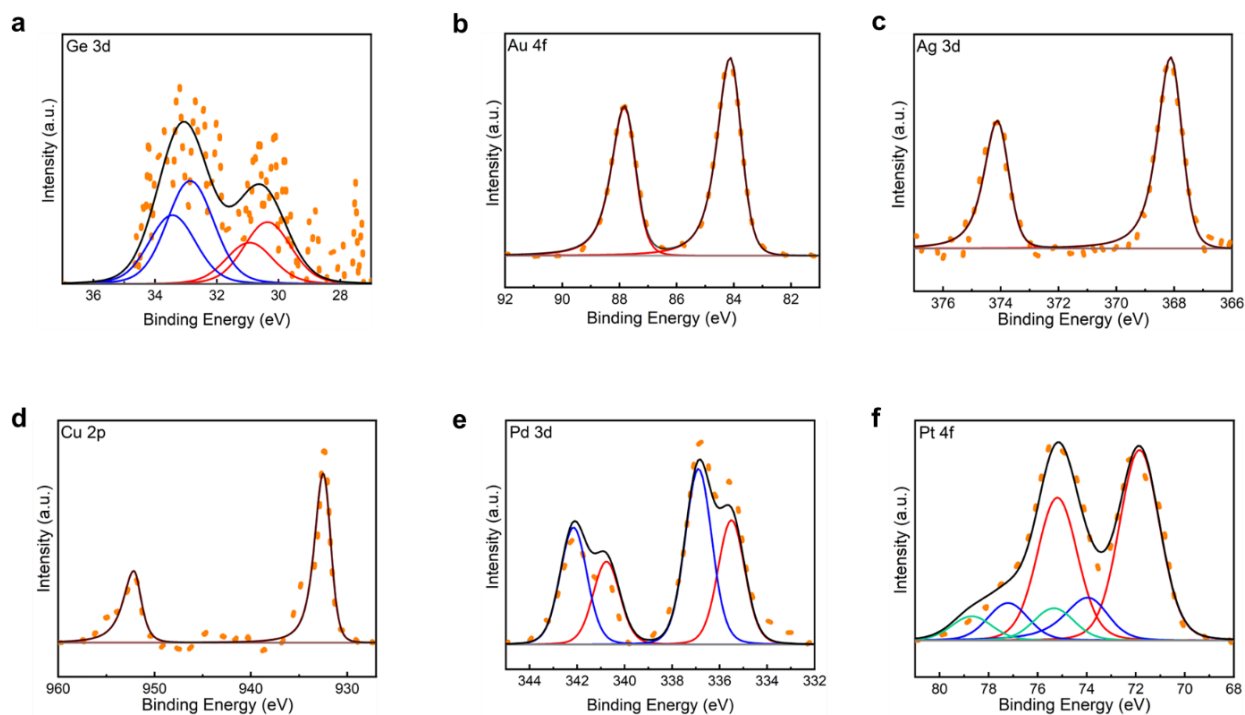 a
Ge 3d
Intensity (a.u.)
36 34 32 30 28
Binding Energy (eV)
b
Au 4f
Intensity (a.u.)
92 90 88 86 84 82
Binding Energy (eV)
c
Ag 3d
Intensity (a.u.)
376 374 372 370 368 366
Binding Energy (eV)
d
Cu 2p
Intensity (a.u.)
960 950 940 930
Binding Energy (eV)
e
Pd 3d
Intensity (a.u.)
344 342 340 338 336 334 332
Binding Energy (eV)
f
Pt 4f
Intensity (a.u.)
80 78 76 74 72 70 68
Binding Energy (eV)